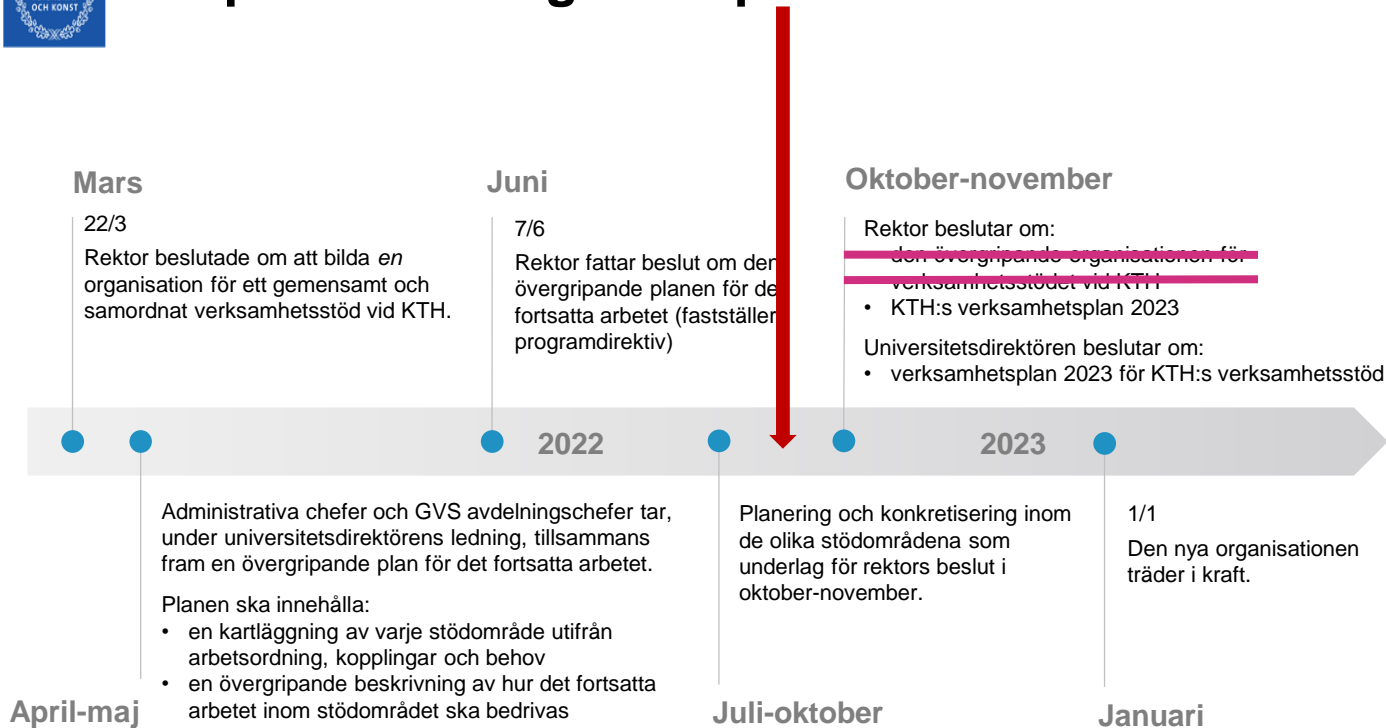 OCH KONST
Mars
22/3
Rektor beslutade om att bilda en
organisation för ett gemensamt och
samordnat verksamhetsstöd vid KTH.
Juni
7/6
Rektor fattar beslut om den
övergripande planen för de
fortsatta arbetet (fastställer
programdirektiv)
Oktober-november
Rektor beslutar om:
den övergripande organisationen för
verksamhetsstödet vid KTH
• KTH:s verksamhetsplan 2023
Universitetsdirektören beslutar om:
• verksamhetsplan 2023 för KTH:s verksamhetsstöd
2022
2023
Administrativa chefer och GVS avdelningschefer tar,
under universitetsdirektörens ledning, tillsammans
fram en övergripande plan för det fortsatta arbetet.
Planen ska innehålla:
• en kartläggning av varje stödområde utifrån
arbetsordning, kopplingar och behov
• en övergripande beskrivning av hur det fortsatta
arbetet inom stödområdet ska bedrivas
April-maj
Planering och konkretisering inom
de olika stödområdena som
underlag för rektors beslut i
oktober-november.
Juli-oktober
1/1
Den nya organisationen
träder i kraft.
Januari